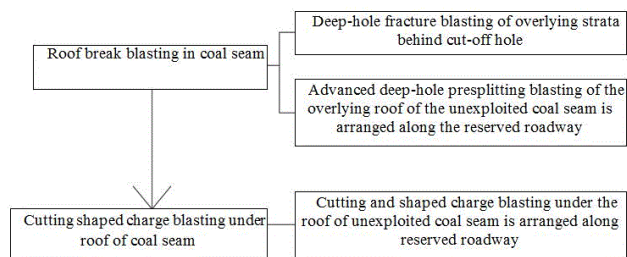 Deep-hole fracture blasting of overlying strata
behind cut-off hole
Roof break blasting in coal seam
Advanced deep-hole presplitting blasting of the
overlying roof of the unexploited coal seam is
arranged along the reserved roadway
Cutting shaped charge blasting under
roof of coal seam
Cutting and shaped charge blasting under the
roof of unexploited coal seam is arranged along
reserved roadway